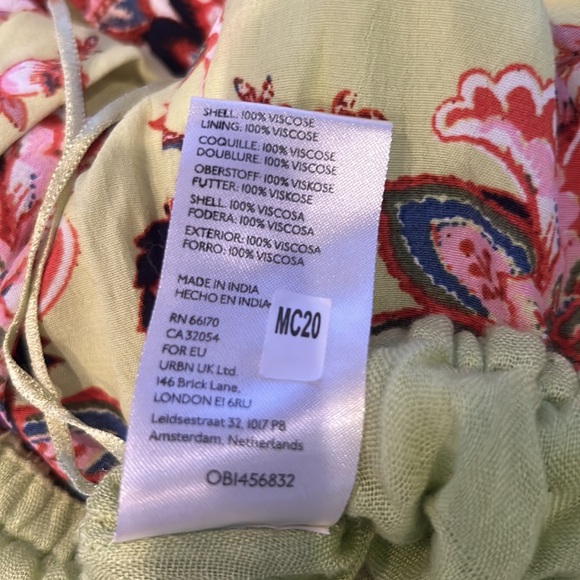 SHELL: 100% VISCOSE
LINING: 100% VISCOSE
COQUILLE: 100% VISCOSE
DOUBLURE: 100% VISCOSE
OBERSTOFF: 100% VISKOSE
FUTTER: 100% VISKOSE
SHELL: 100% VISCOSA
FODERA: 100% VISCOSA
EXTERIOR: 100% VISCOSA
FORRO: 100% VISCOSA
MADE IN INDIA
HECHO EN INDIA
MC20
RN 66170
CA 32054
FOR EU
URBN UK Ltd.
146 Brick Lane,
LONDON E1 6RU
Leidsestraat 32, 1017 PB
Amsterdam, Netherlands
OB1456832